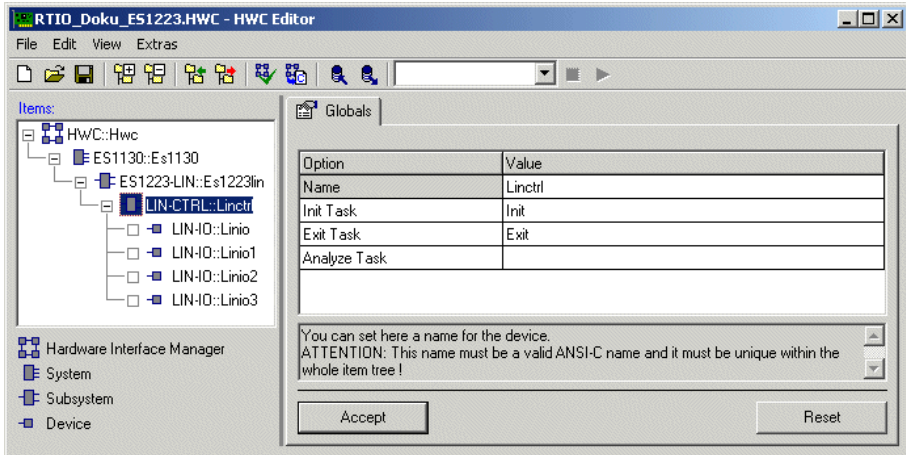 RTIO_Doku_ES1223.HWC - HWC Editor
File Edit View Extras
Items:
HWC::Hwc
ES1130::Es1130
ES1223-LIN::Es1223lin
LIN-CTRL::Linctrl
LIN-IO::Linio
LIN-IO::Linio1
LIN-IO::Linio2
LIN-IO::Linio3
Hardware Interface Manager
System
Subsystem
Device
Globals
Option Value
Name Linctrl
Init Task Init
Exit Task Exit
Analyze Task
You can set here a name for the device.
ATTENTION: This name must be a valid ANSI-C name and it must be unique within the
whole item tree !
Accept Reset